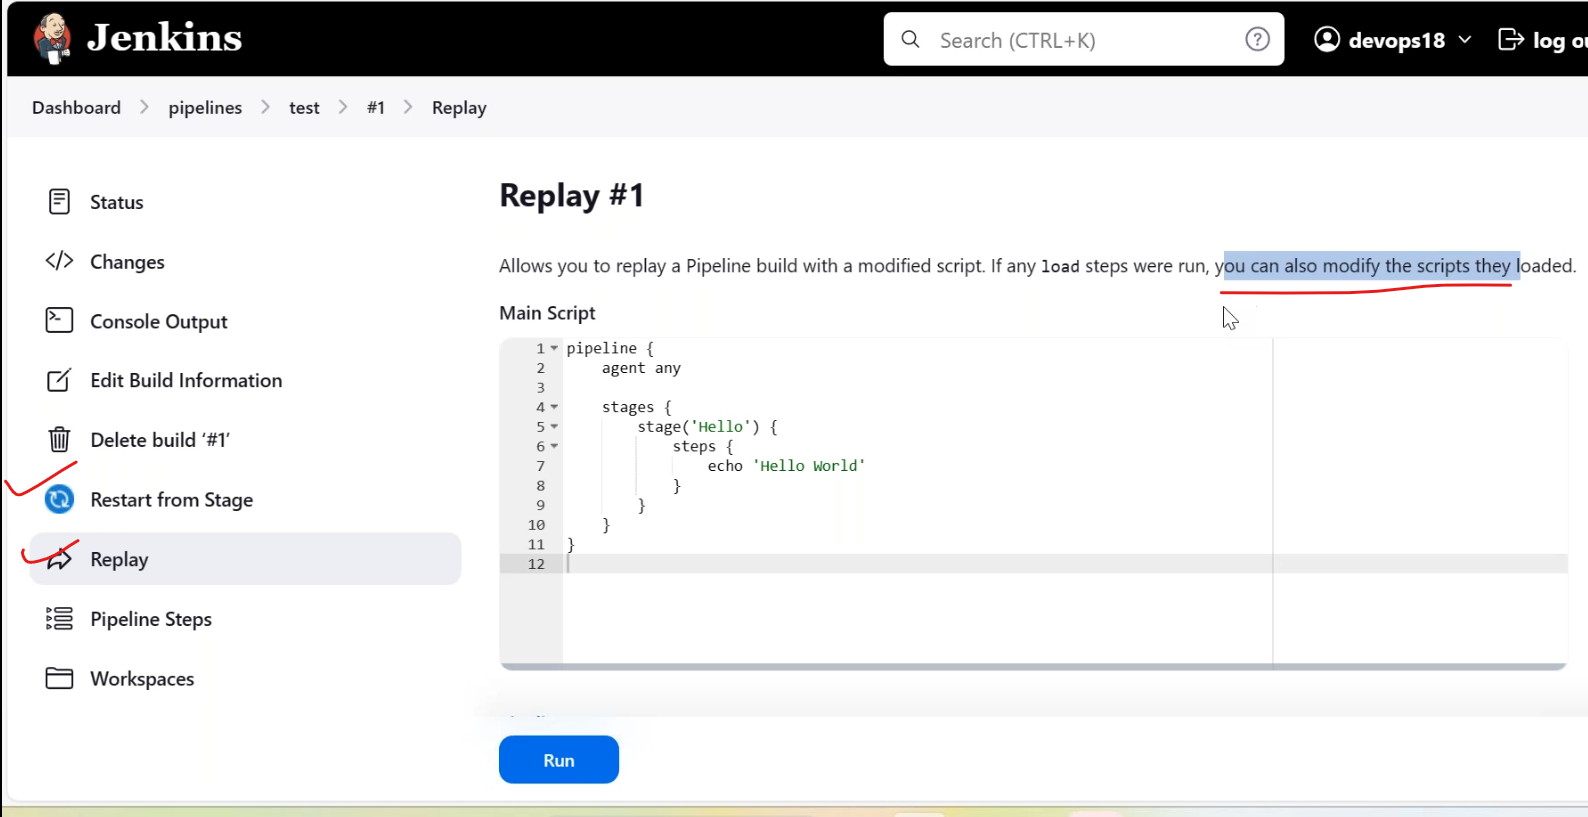 Jenkins
Search (CTRL+K)
devops18
log ou
Dashboard > pipelines > test > #1 > Replay
Status
Changes
Console Output
Edit Build Information
Delete build ‘#1’
Restart from Stage
Replay
Pipeline Steps
Workspaces
Replay #1
Allows you to replay a Pipeline build with a modified script. If any load steps were run, you can also modify the scripts they loaded.
Main Script
1 pipeline {
2     agent any
3
4     stages {
5         stage('Hello') {
6             steps {
7                 echo 'Hello World'
8             }
9         }
10     }
11 }
12
Run